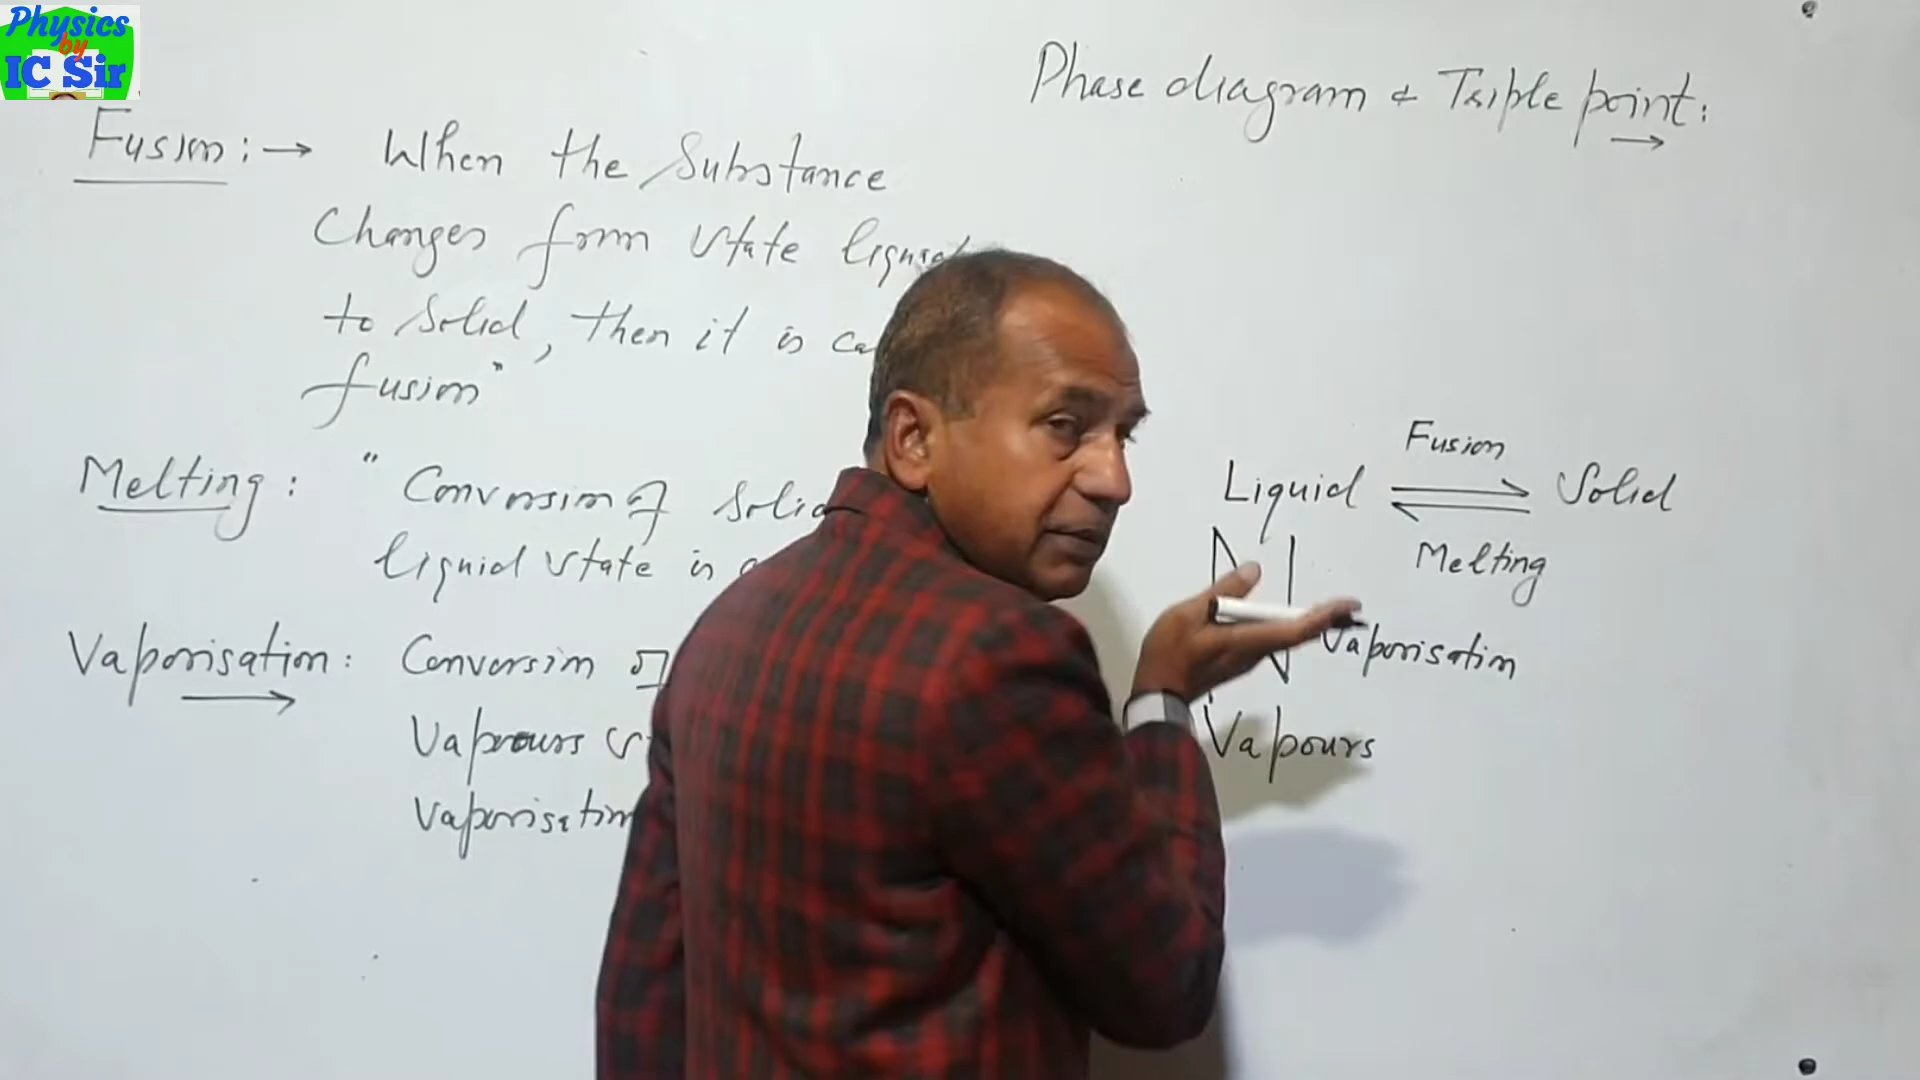 Physics
by
IC Sir
Phase diagram & Triple point:
Fusion: → When the Substance
Changes from state liquid
to Solid, then it is
fusion"
Melting: " Conversion of Solid
liquid state is
Vaporisation: Conversion of
Vapours
Vaporisation
Fusion
Liquid ⇌ Solid
Melting
Vaporisation
Vapours